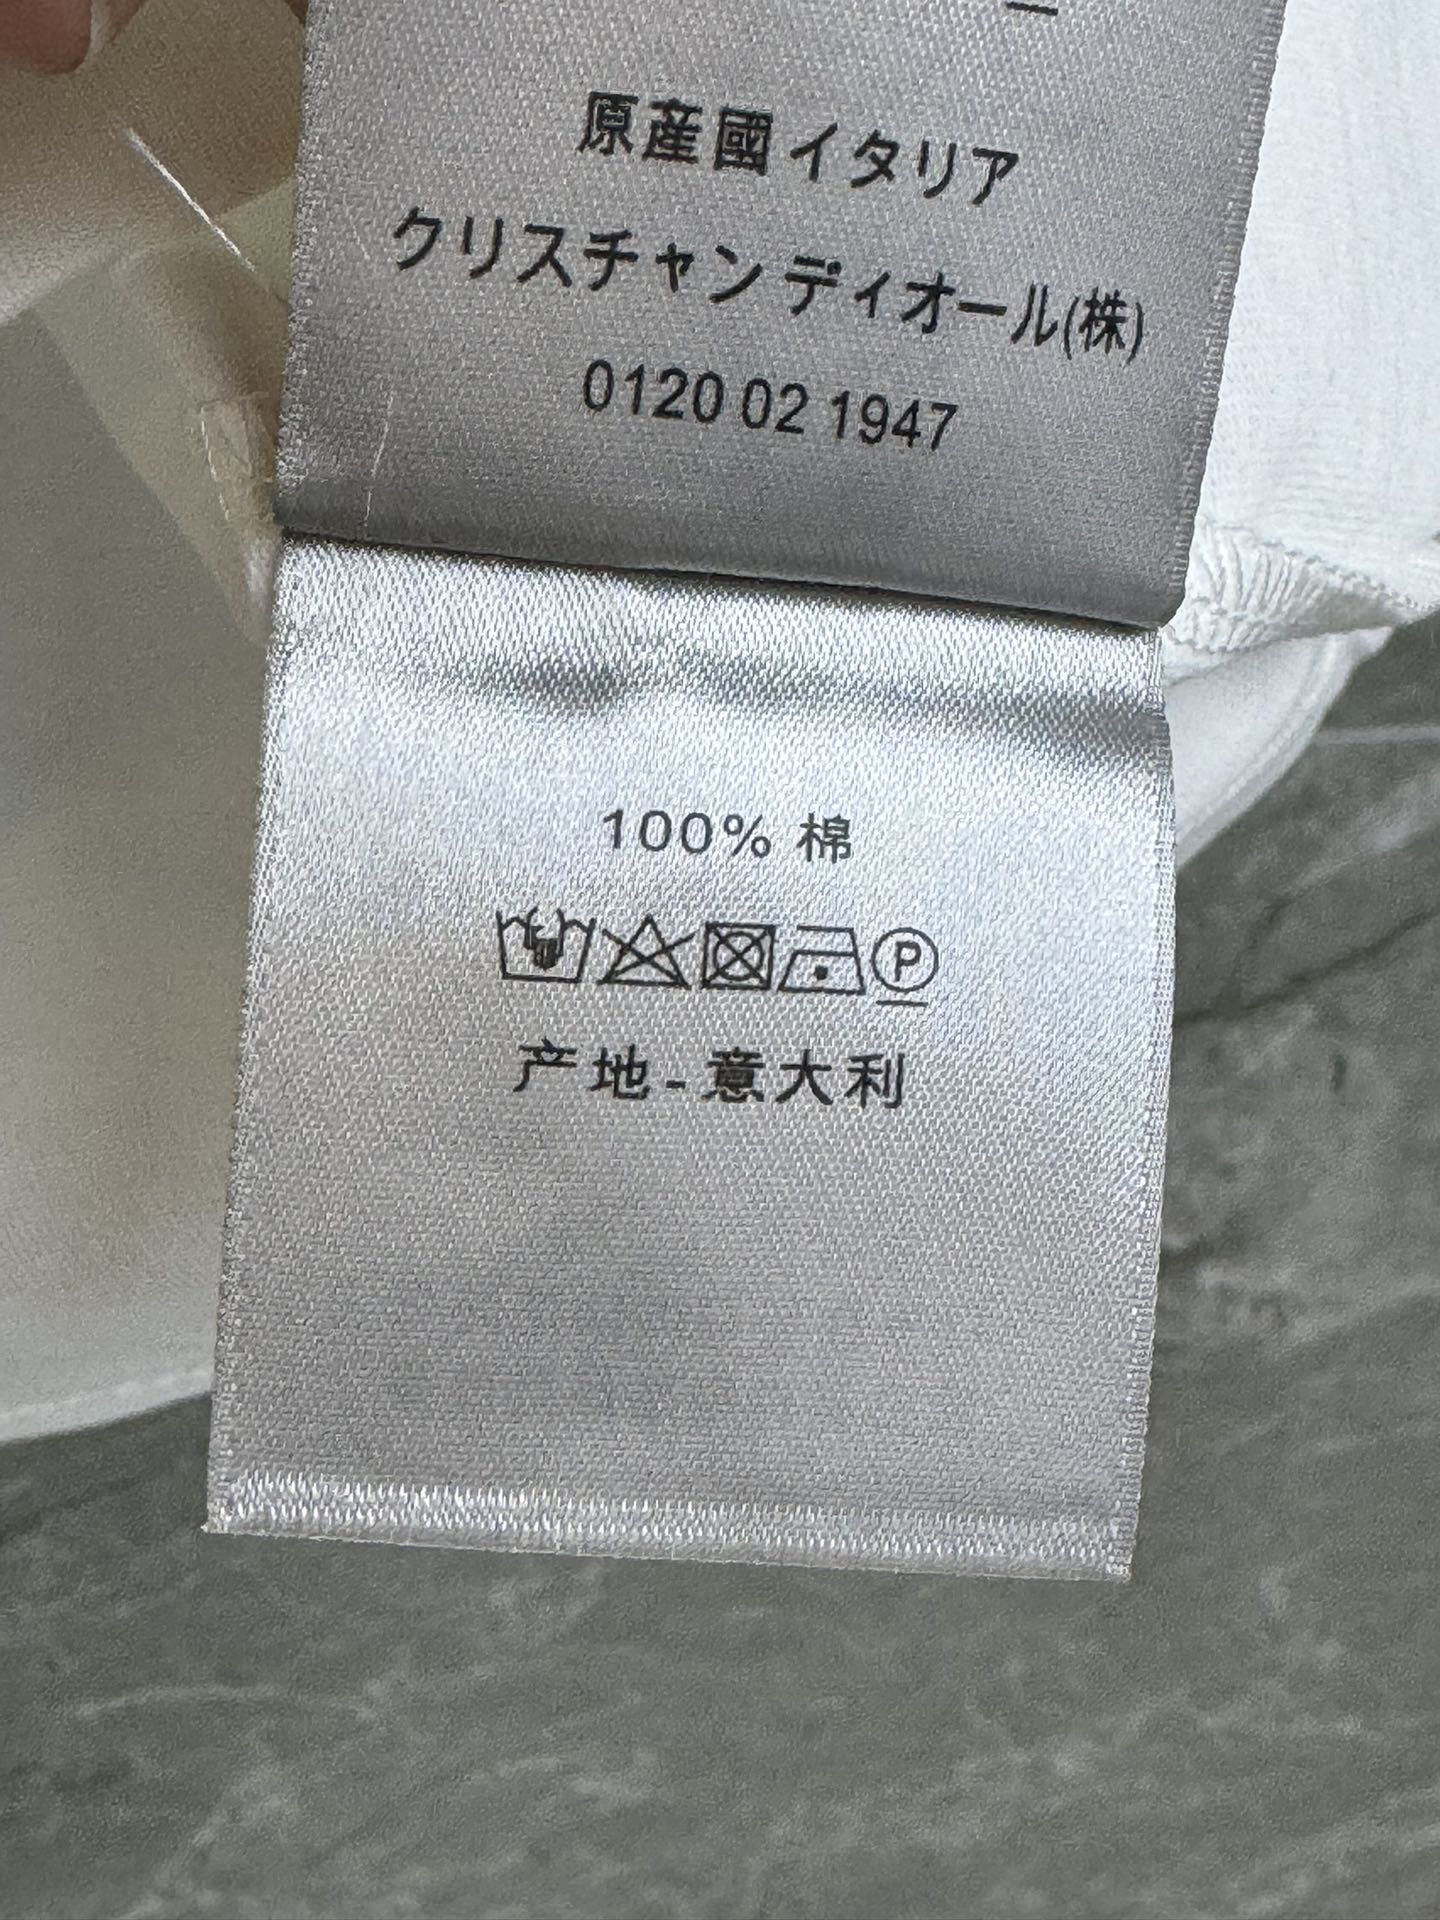 原産國 イタリア
クリスチャン ディオール(株)
0120 02 1947
100% 棉
P
产地-意大利